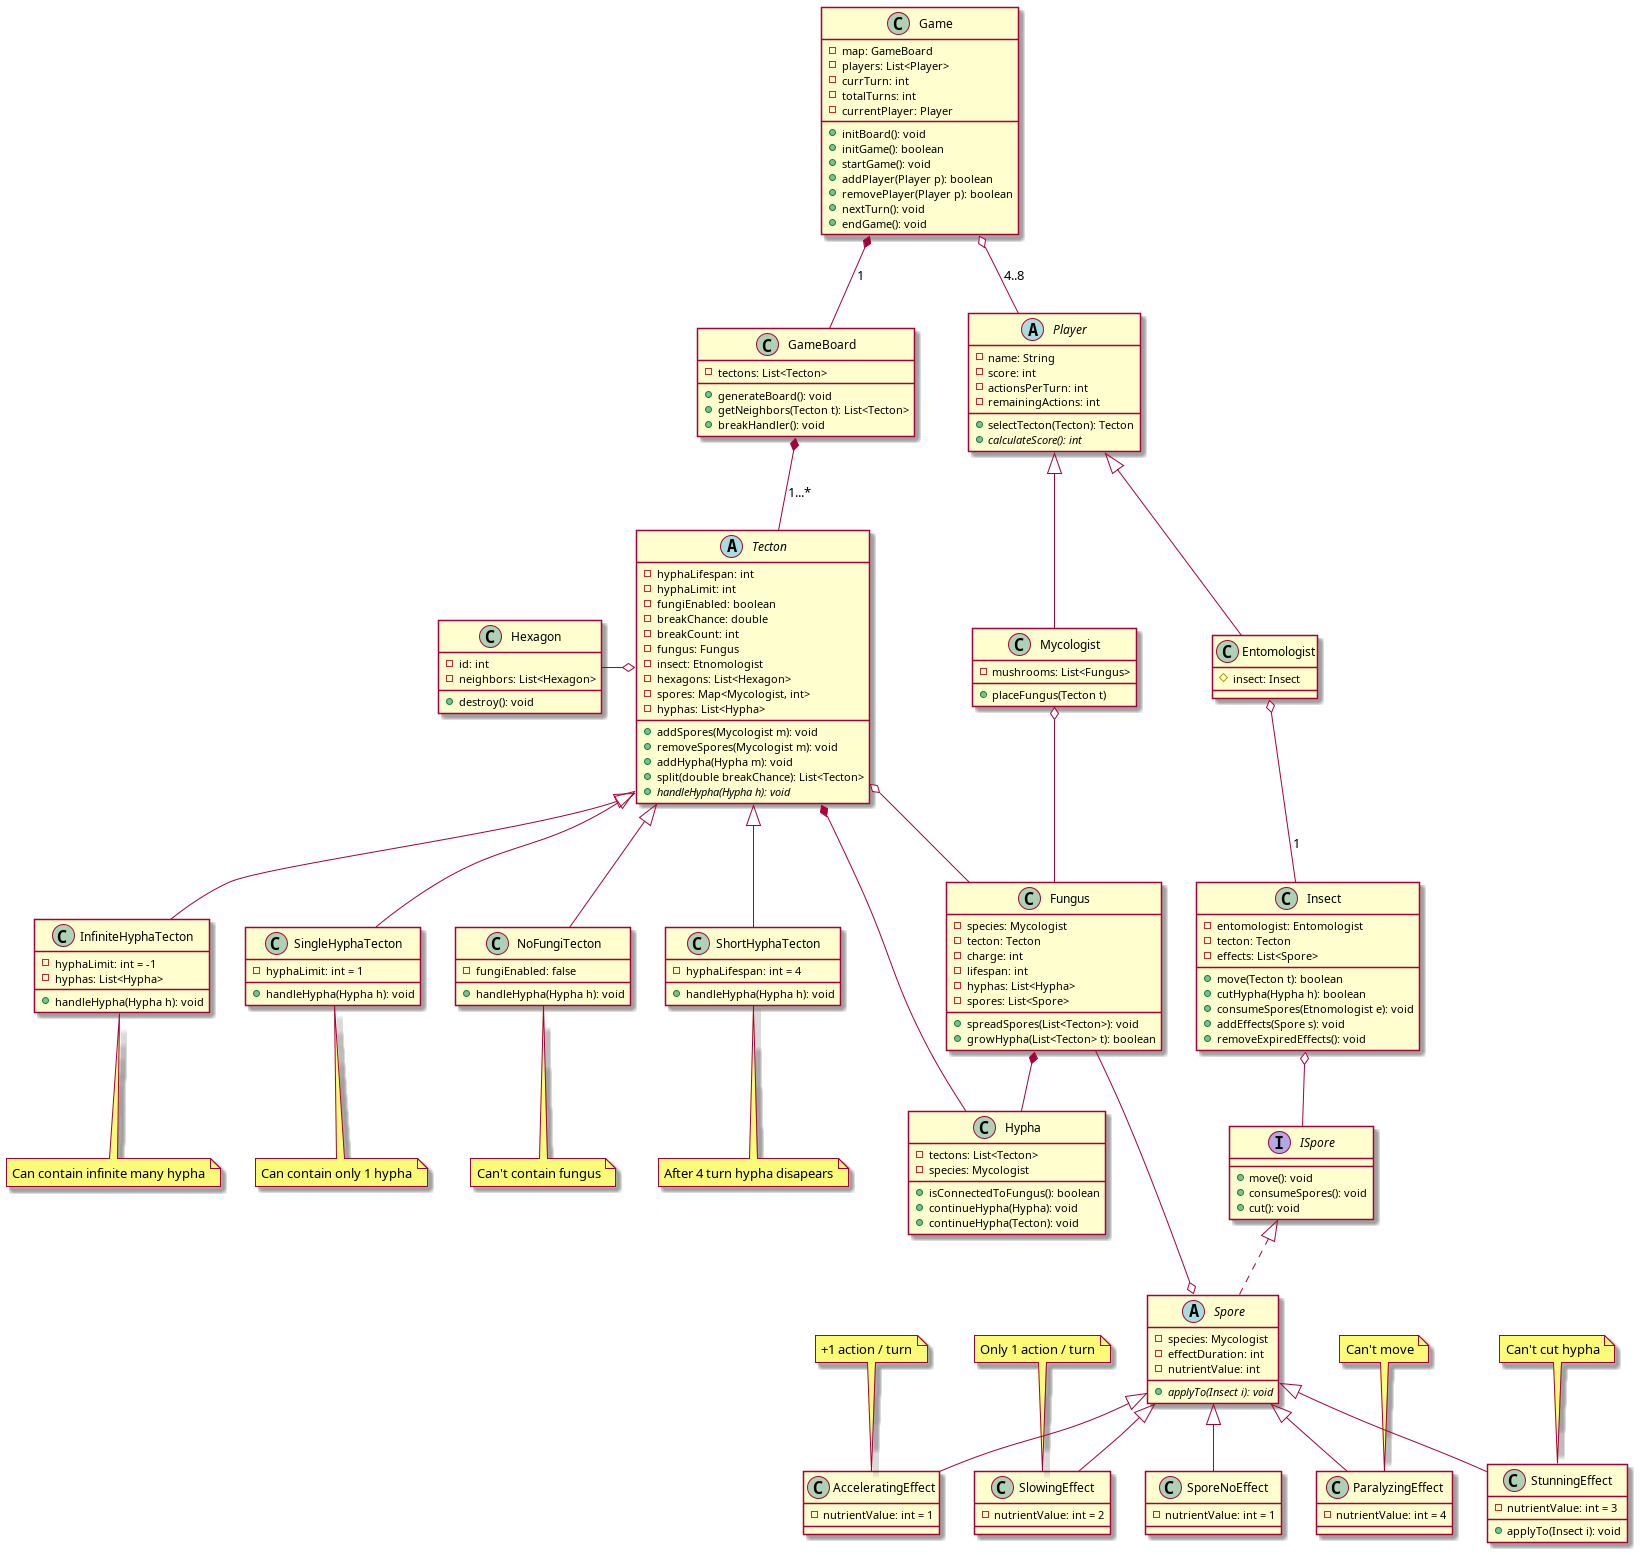 C Game
map: GameBoard
players: List<Player>
currTurn: int
totalTurns: int
currentPlayer: Player
initBoard(): void
initGame(): boolean
startGame(): void
addPlayer(Player p): boolean
removePlayer(Player p): boolean
nextTurn(): void
endGame(): void
1
4..8
C GameBoard
tectons: List<Tecton>
generateBoard(): void
getNeighbors(Tecton t): List<Tecton>
breakHandler(): void
A Player
name: String
score: int
actionsPerTurn: int
remainingActions: int
selectTecton(Tecton): Tecton
calculateScore(): int
1...*
A Tecton
hyphaLifespan: int
hyphaLimit: int
fungiEnabled: boolean
breakChance: double
breakCount: int
fungus: Fungus
insect: Etnomologist
hexagons: List<Hexagon>
spores: Map<Mycologist, int>
hyphas: List<Hypha>
addSpores(Mycologist m): void
removeSpores(Mycologist m): void
addHypha(Hypha m): void
split(double breakChance): List<Tecton>
handleHypha(Hypha h): void
C Hexagon
id: int
neighbors: List<Hexagon>
destroy(): void
C Mycologist
mushrooms: List<Fungus>
placeFungus(Tecton t)
C Entomologist
insect: Insect
1
C InfiniteHyphaTecton
hyphaLimit: int = -1
hyphas: List<Hypha>
handleHypha(Hypha h): void
C SingleHyphaTecton
hyphaLimit: int = 1
handleHypha(Hypha h): void
C NoFungiTecton
fungiEnabled: false
handleHypha(Hypha h): void
C ShortHyphaTecton
hyphaLifespan: int = 4
handleHypha(Hypha h): void
C Fungus
species: Mycologist
tecton: Tecton
charge: int
lifespan: int
hyphas: List<Hypha>
spores: List<Spore>
spreadSpores(List<Tecton>): void
growHypha(List<Tecton> t): boolean
C Insect
entomologist: Entomologist
tecton: Tecton
effects: List<Spore>
move(Tecton t): boolean
cutHypha(Hypha h): boolean
consumeSpores(Etnomologist e): void
addEffects(Spore s): void
removeExpiredEffects(): void
Can contain infinite many hypha
Can contain only 1 hypha
Can't contain fungus
After 4 turn hypha disapears
C Hypha
tectons: List<Tecton>
species: Mycologist
isConnectedToFungus(): boolean
continueHypha(Hypha): void
continueHypha(Tecton): void
I ISpore
move(): void
consumeSpores(): void
cut(): void
A Spore
species: Mycologist
effectDuration: int
nutrientValue: int
applyTo(Insect i): void
+1 action / turn
Only 1 action / turn
Can't move
Can't cut hypha
C AcceleratingEffect
nutrientValue: int = 1
C SlowingEffect
nutrientValue: int = 2
C SporeNoEffect
nutrientValue: int = 1
C ParalyzingEffect
nutrientValue: int = 4
C StunningEffect
nutrientValue: int = 3
applyTo(Insect i): void